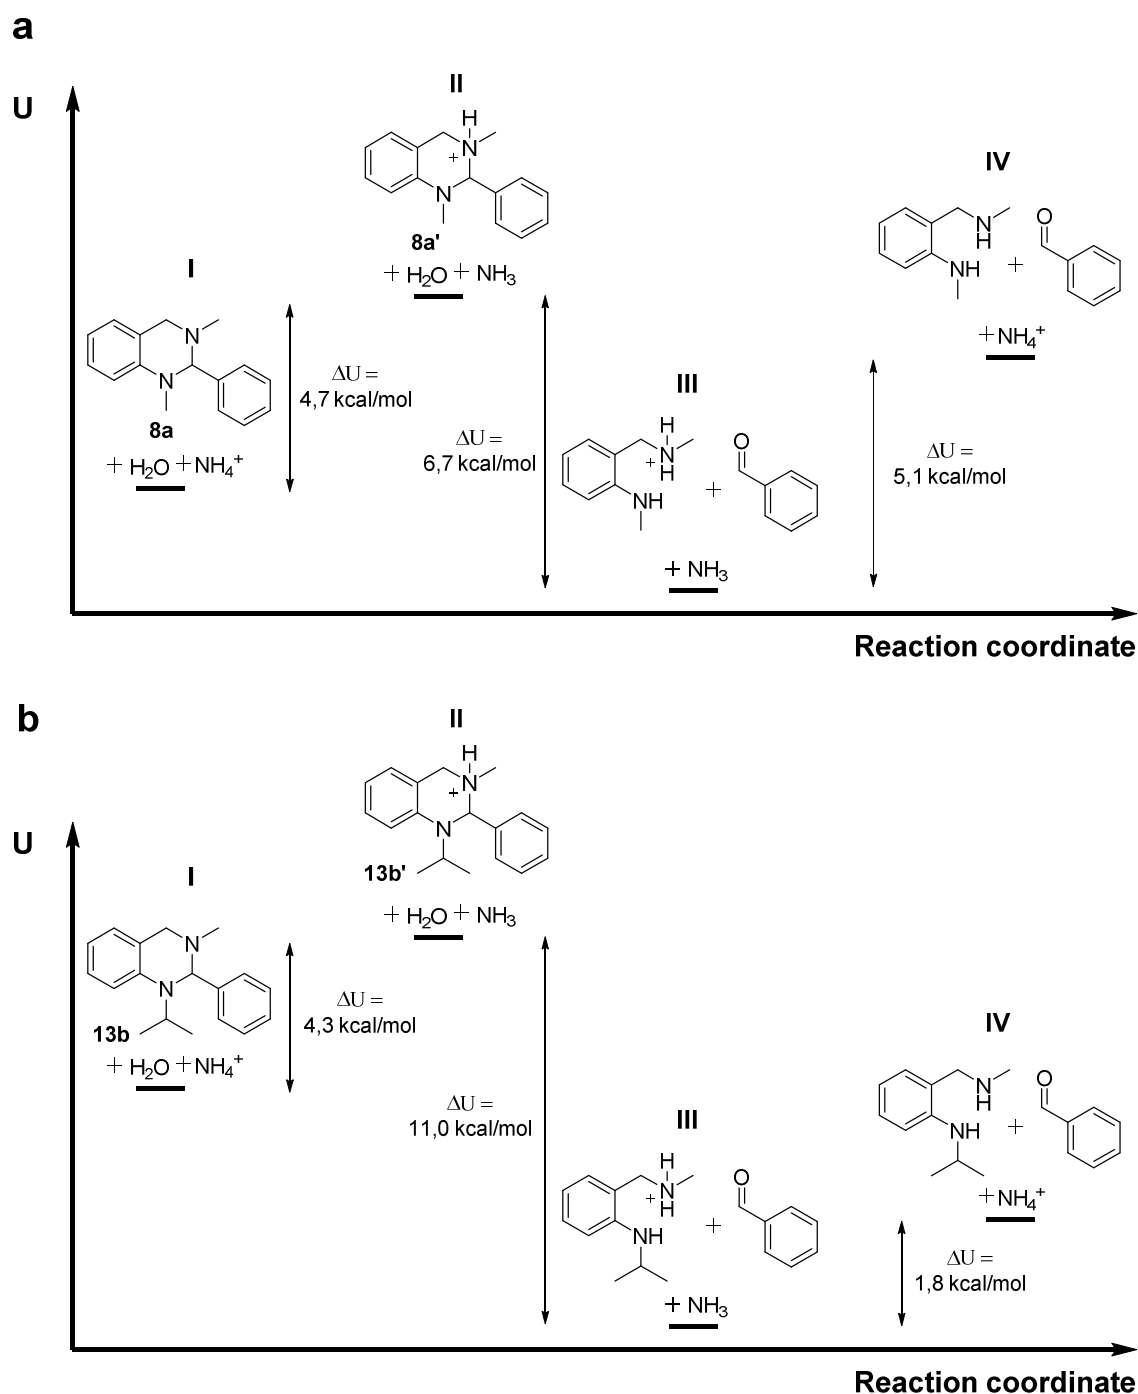 a
U
I
N
N
8a
+ H₂O + NH₄⁺
ΔU =
4,7 kcal/mol
II
H
N
+
N
8a'
+ H₂O + NH₃
ΔU =
6,7 kcal/mol
III
H
N
+
H
NH
+
O
+ NH₃
IV
N
H
NH
+
O
+ NH₄⁺
ΔU =
5,1 kcal/mol
Reaction coordinate
b
U
I
N
N
13b
+ H₂O + NH₄⁺
ΔU =
4,3 kcal/mol
II
H
N
+
N
13b'
+ H₂O + NH₃
ΔU =
11,0 kcal/mol
III
H
N
+
H
NH
+
O
+ NH₃
IV
N
H
NH
+
O
+ NH₄⁺
ΔU =
1,8 kcal/mol
Reaction coordinate